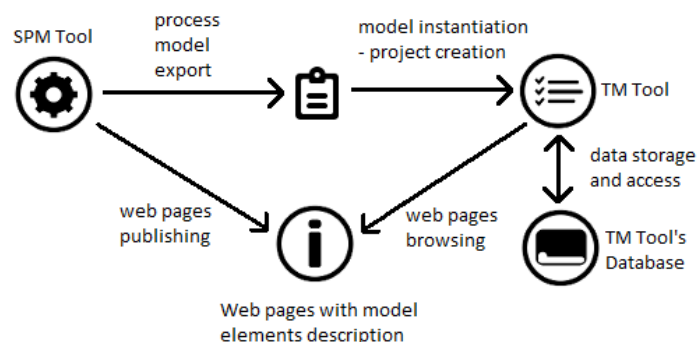 SPM Tool
process
model
export
model instantiation
- project creation
TM Tool
data storage
and access
web pages
publishing
web pages
browsing
TM Tool's
Database
Web pages with model
elements description